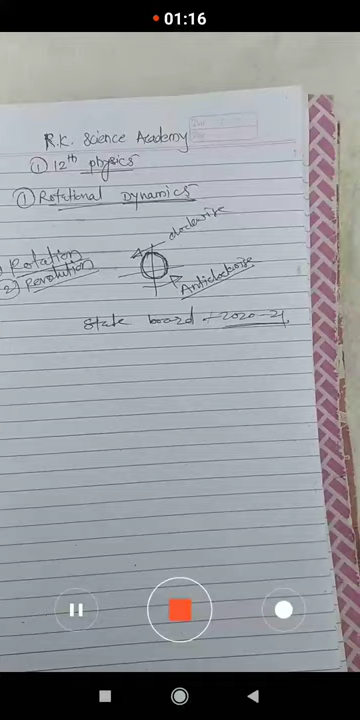 01:16
R.K. Science Academy
① 12th physics
① Rotational Dynamics
clockwise
Rotation
2) Revolution
Anticlockwise
State board - 2020-21.